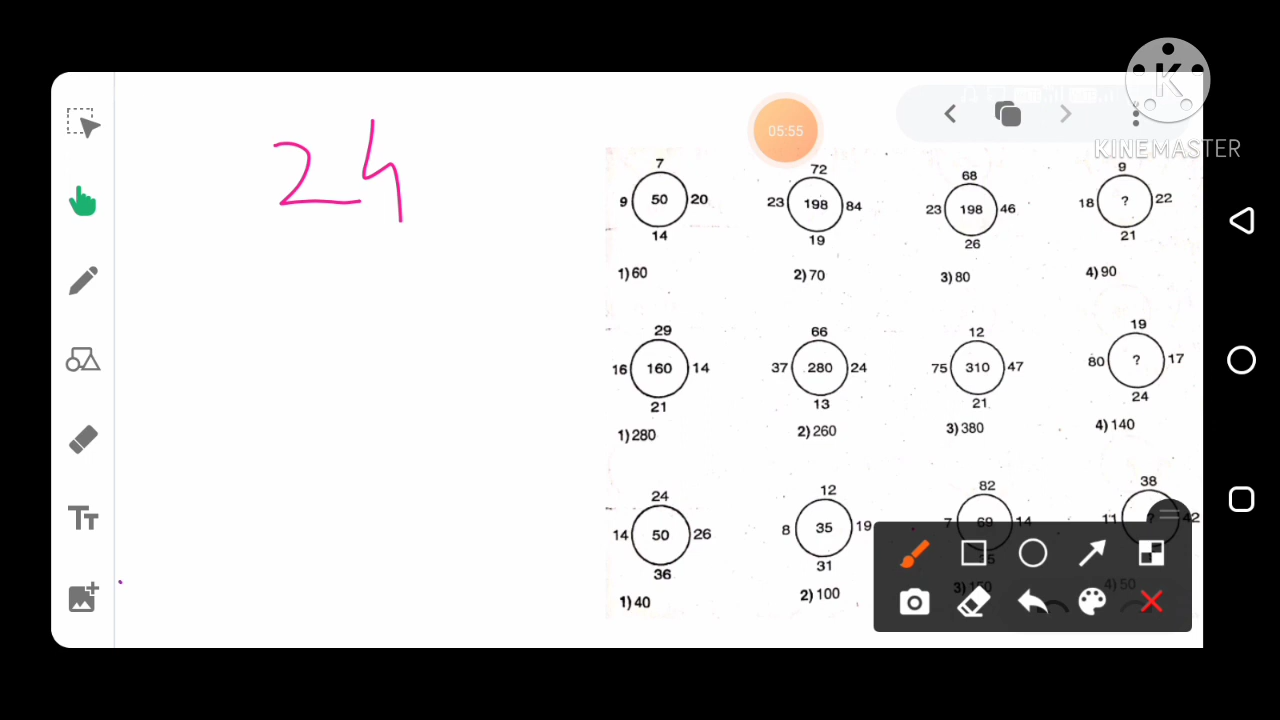 24
05:55
KINEMASTER
7
9 50 20
14
72
23 198 84
19
68
23 198 46
26
9
18 ? 22
21
1) 60
2) 70
3) 80
4) 90
29
16 160 14
21
66
37 280 24
13
12
75 310 47
21
19
80 ? 17
24
1) 280
2) 260
3) 380
4) 140
24
14 50 26
36
12
8 35 19
31
82
7 69 14
38
11 ? 42
1) 40
2) 100
4) 50
TT